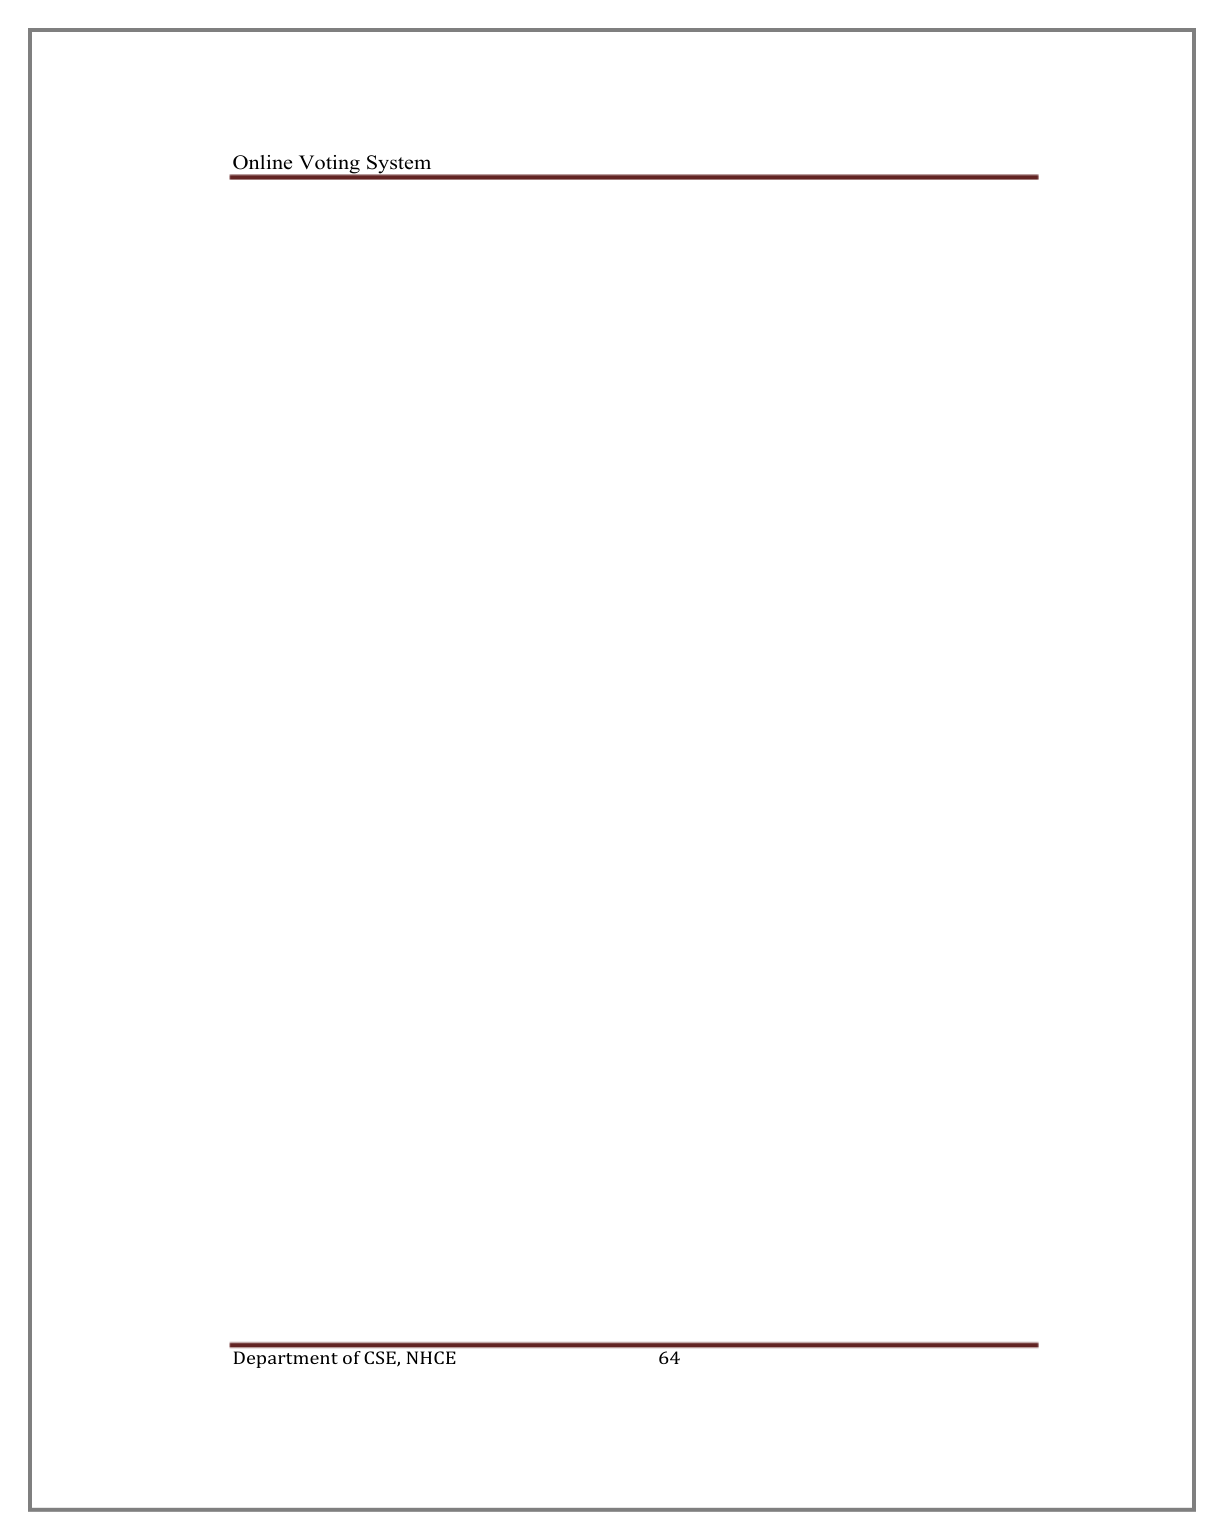 Online Voting System
Department of CSE, NHCE 64